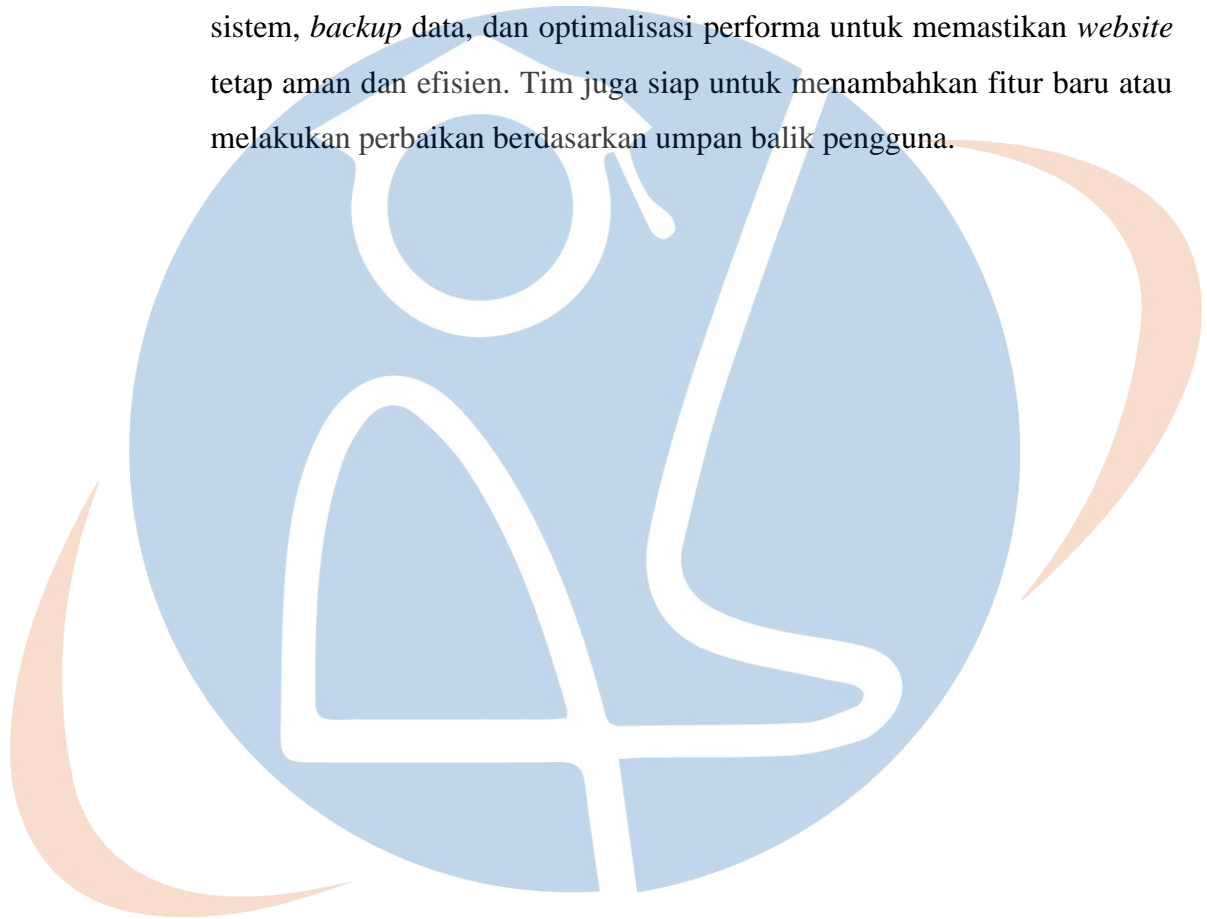 sistem, backup data, dan optimalisasi performa untuk memastikan website
tetap aman dan efisien. Tim juga siap untuk menambahkan fitur baru atau
melakukan perbaikan berdasarkan umpan balik pengguna.